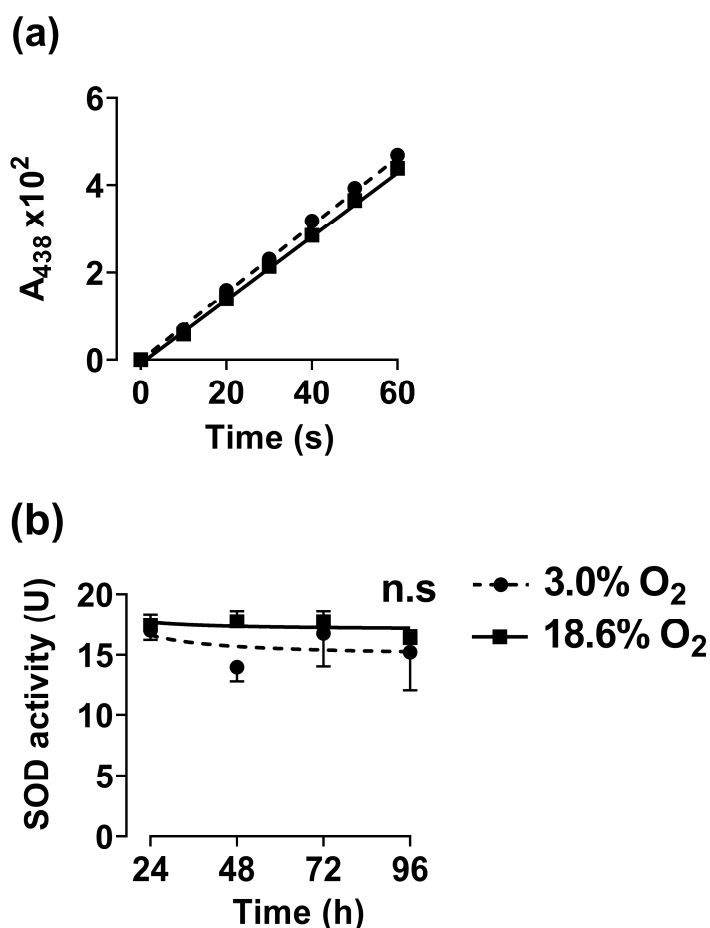 (a)
A₄₃₈ x10²
6
4
2
0
0 20 40 60
Time (s)
(b)
SOD activity (U)
20
15
10
5
0
24 48 72 96
Time (h)
n.s
3.0% O₂
18.6% O₂